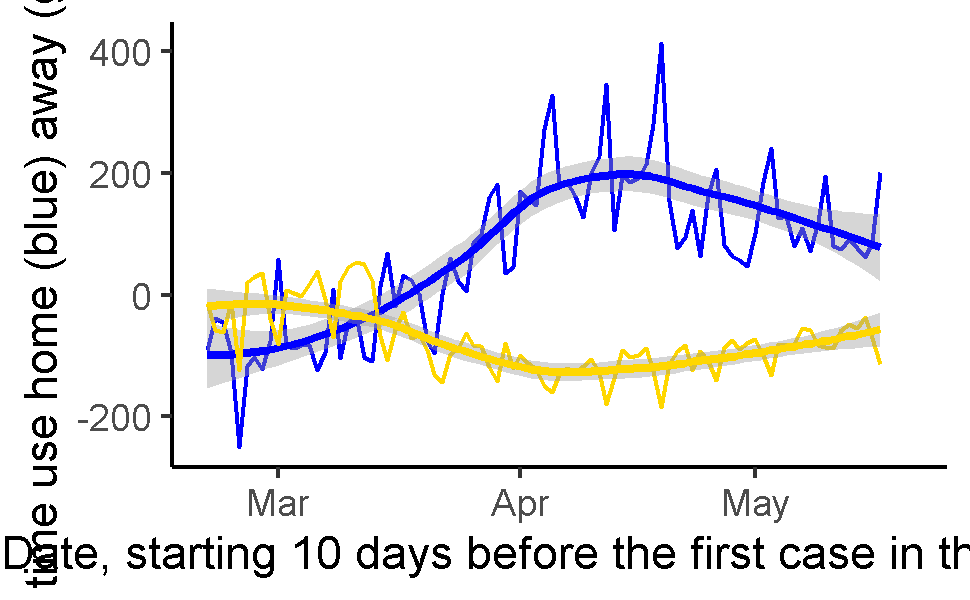 time use home (blue) away (
400
200
0
-200
Mar Apr May
Date, starting 10 days before the first case in th